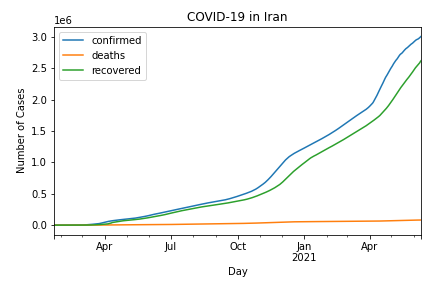 COVID-19 in Iran
1e6
confirmed
deaths
recovered
Number of Cases
3.0
2.5
2.0
1.5
1.0
0.5
0.0
Apr
Jul
Oct
Jan
2021
Apr
Day